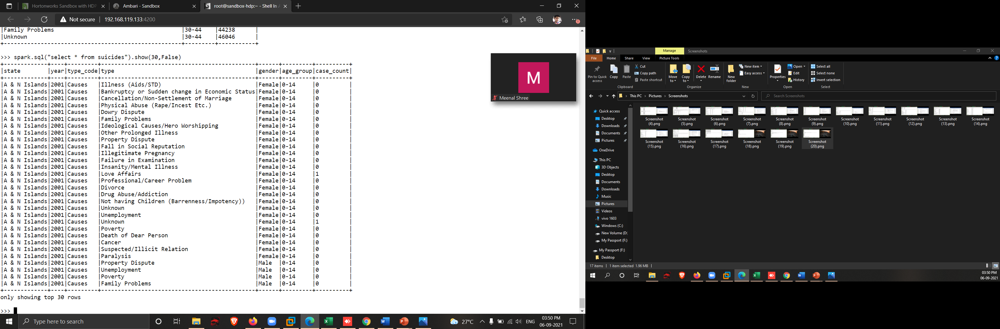 Hortonworks Sandbox with HDP
Ambari - Sandbox
root@sandbox-hdp:~ - Shell In A
Not secure
192.168.119.133:4200
|Family Problems |30-44 |44238 |
|Unknown |30-44 |46046 |
>>> spark.sql("select * from suicides").show(30,False)
|state |year|type_code|type |gender|age_group|case_count|
|A & N Islands|2001|Causes |Illness (Aids/STD) |Female|0-14 |0 |
|A & N Islands|2001|Causes |Bankruptcy or Sudden change in Economic Status|Female|0-14 |0 |
|A & N Islands|2001|Causes |Cancellation/Non-Settlement of Marriage |Female|0-14 |0 |
|A & N Islands|2001|Causes |Physical Abuse (Rape/Incest Etc.) |Female|0-14 |0 |
|A & N Islands|2001|Causes |Dowry Dispute |Female|0-14 |0 |
|A & N Islands|2001|Causes |Family Problems |Female|0-14 |0 |
|A & N Islands|2001|Causes |Ideological Causes/Hero Worshipping |Female|0-14 |0 |
|A & N Islands|2001|Causes |Other Prolonged Illness |Female|0-14 |0 |
|A & N Islands|2001|Causes |Property Dispute |Female|0-14 |0 |
|A & N Islands|2001|Causes |Fall in Social Reputation |Female|0-14 |0 |
|A & N Islands|2001|Causes |Illegitimate Pregnancy |Female|0-14 |0 |
|A & N Islands|2001|Causes |Failure in Examination |Female|0-14 |0 |
|A & N Islands|2001|Causes |Insanity/Mental Illness |Female|0-14 |0 |
|A & N Islands|2001|Causes |Love Affairs |Female|0-14 |1 |
|A & N Islands|2001|Causes |Professional/Career Problem |Female|0-14 |0 |
|A & N Islands|2001|Causes |Divorce |Female|0-14 |0 |
|A & N Islands|2001|Causes |Drug Abuse/Addiction |Female|0-14 |0 |
|A & N Islands|2001|Causes |Not having Children (Barrenness/Impotency)) |Female|0-14 |0 |
|A & N Islands|2001|Causes |Unknown |Female|0-14 |0 |
|A & N Islands|2001|Causes |Unemployment |Female|0-14 |0 |
|A & N Islands|2001|Causes |Unknown |Female|0-14 |1 |
|A & N Islands|2001|Causes |Poverty |Female|0-14 |0 |
|A & N Islands|2001|Causes |Death of Dear Person |Female|0-14 |0 |
|A & N Islands|2001|Causes |Cancer |Female|0-14 |0 |
|A & N Islands|2001|Causes |Suspected/Illicit Relation |Female|0-14 |0 |
|A & N Islands|2001|Causes |Paralysis |Female|0-14 |0 |
|A & N Islands|2001|Causes |Property Dispute |Male |0-14 |0 |
|A & N Islands|2001|Causes |Unemployment |Male |0-14 |0 |
|A & N Islands|2001|Causes |Poverty |Male |0-14 |0 |
|A & N Islands|2001|Causes |Family Problems |Male |0-14 |0 |
only showing top 30 rows
>>>
M
Meenal Shree
Type here to search
27°C
ENG
03:50 PM
06-09-2021
Manage
Screenshots
File
Home
Share
View
Picture Tools
Pin to Quick access
Copy
Paste
Cut
Copy path
Paste shortcut
Clipboard
Move to
Copy to
Delete
Rename
Organize
New folder
New item
Easy access
New
Properties
Open
Edit
History
Open
Select all
Select none
Invert selection
Select
This PC > Pictures > Screenshots
Search Screenshots
Quick access
Desktop
Downloads
Documents
Pictures
OneDrive
This PC
3D Objects
Desktop
Documents
Downloads
Music
Pictures
Videos
vivo 1603
Windows (C:)
New Volume (D:
My Passport (F:)
My Passport (F:)
Desktop
Screenshot (4).png
Screenshot (5).png
Screenshot (6).png
Screenshot (7).png
Screenshot (8).png
Screenshot (9).png
Screenshot (10).png
Screenshot (11).png
Screenshot (12).png
Screenshot (13).png
Screenshot (14).png
Screenshot (15).png
Screenshot (16).png
Screenshot (17).png
Screenshot (18).png
Screenshot (19).png
Screenshot (20).png
17 items
1 item selected 1.96 MB
03:50 PM
06-09-2021